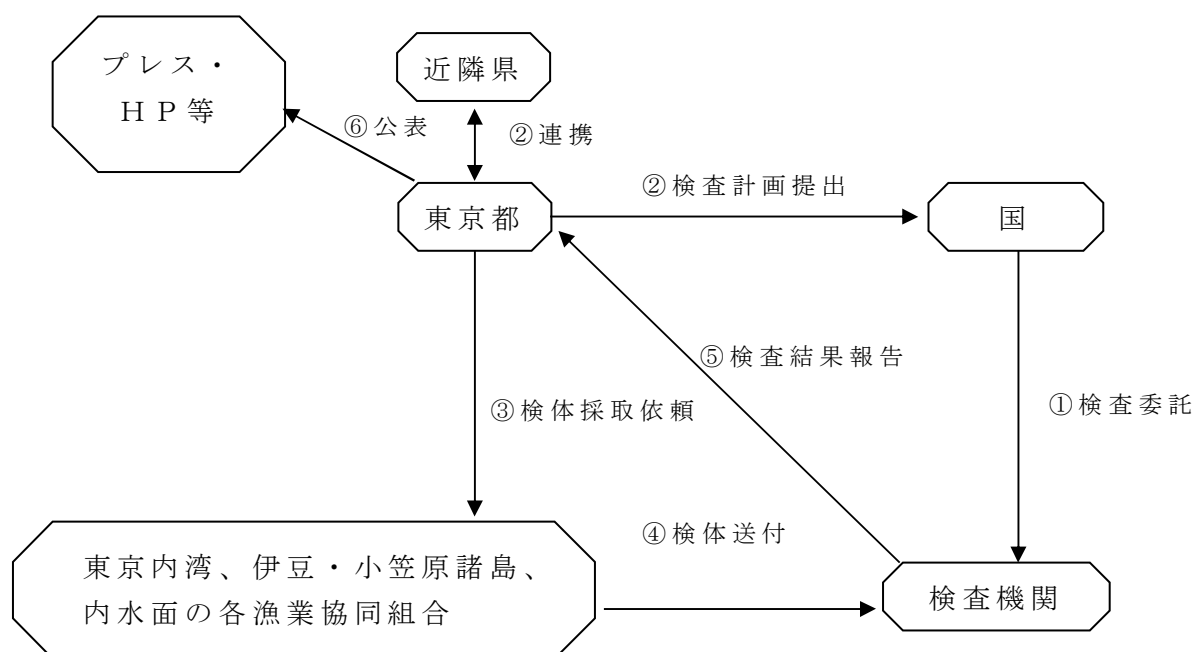 プレス・
ＨＰ等
近隣県
⑥公表
②連携
②検査計画提出
東京都
国
⑤検査結果報告
③検体採取依頼
①検査委託
④検体送付
東京内湾、伊豆・小笠原諸島、
内水面の各漁業協同組合
検査機関